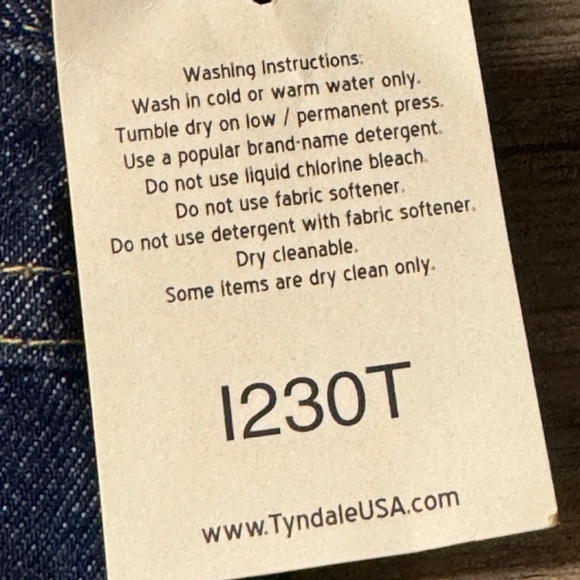 Washing Instructions:
Wash in cold or warm water only.
Tumble dry on low / permanent press.
Use a popular brand-name detergent.
Do not use liquid chlorine bleach.
Do not use fabric softener.
Do not use detergent with fabric softener.
Dry cleanable.
Some items are dry clean only.
I230T
www.TyndaleUSA.com